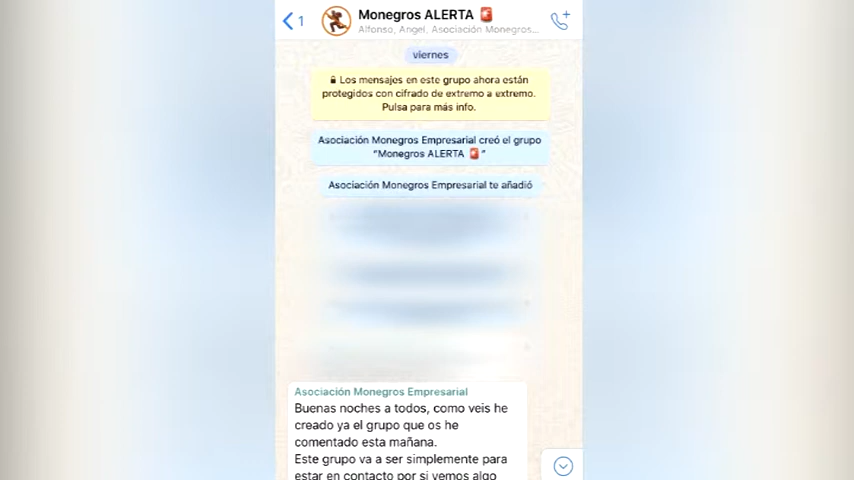 1
Monegros ALERTA 🚨
Alfonso, Angel, Asociación Monegros...
viernes
🔒 Los mensajes en este grupo ahora están
protegidos con cifrado de extremo a extremo.
Pulsa para más info.
Asociación Monegros Empresarial creó el grupo
"Monegros ALERTA 🚨"
Asociación Monegros Empresarial te añadió
Asociación Monegros Empresarial
Buenas noches a todos, como veis he
creado ya el grupo que os he
comentado esta mañana.
Este grupo va a ser simplemente para
estar en contacto por si vemos algo